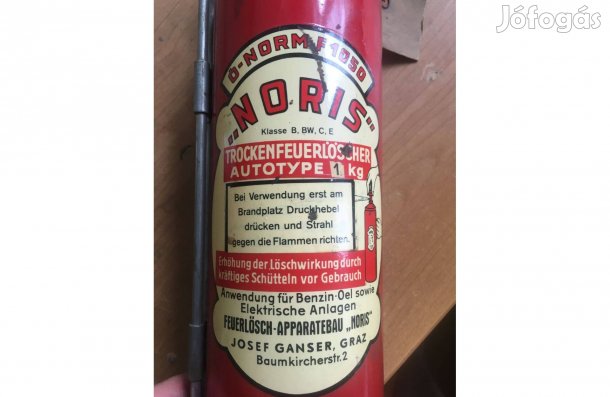 Jófogás
Ö-NORM F 1050
"NORIS"
Klasse B, BW, C, E
TROCKENFEUERLÖSCHER
AUTOTYPE 1 kg
Bei Verwendung erst am
Brandplatz Druckhebel
drücken und Strahl
gegen die Flammen richten.
Erhöhung der Löschwirkung durch
kräftiges Schütteln vor Gebrauch
Anwendung für Benzin-Oel sowie
Elektrische Anlagen
FEUERLÖSCH-APPARATEBAU „NORIS"
JOSEF GANSER, GRAZ
Baumkircherstr. 2